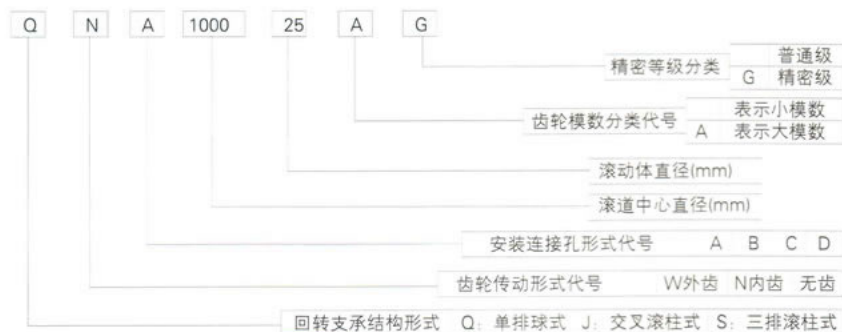 Q N A 1000 25 A G
普通级
精密等级分类 G 精密级
表示小模数
齿轮模数分类代号 A 表示大模数
滚动体直径(mm)
滚道中心直径(mm)
安装连接孔形式代号 A B C D
齿轮传动形式代号 W外齿 N内齿 无齿
回转支承结构形式 Q: 单排球式 J: 交叉滚柱式 S: 三排滚柱式